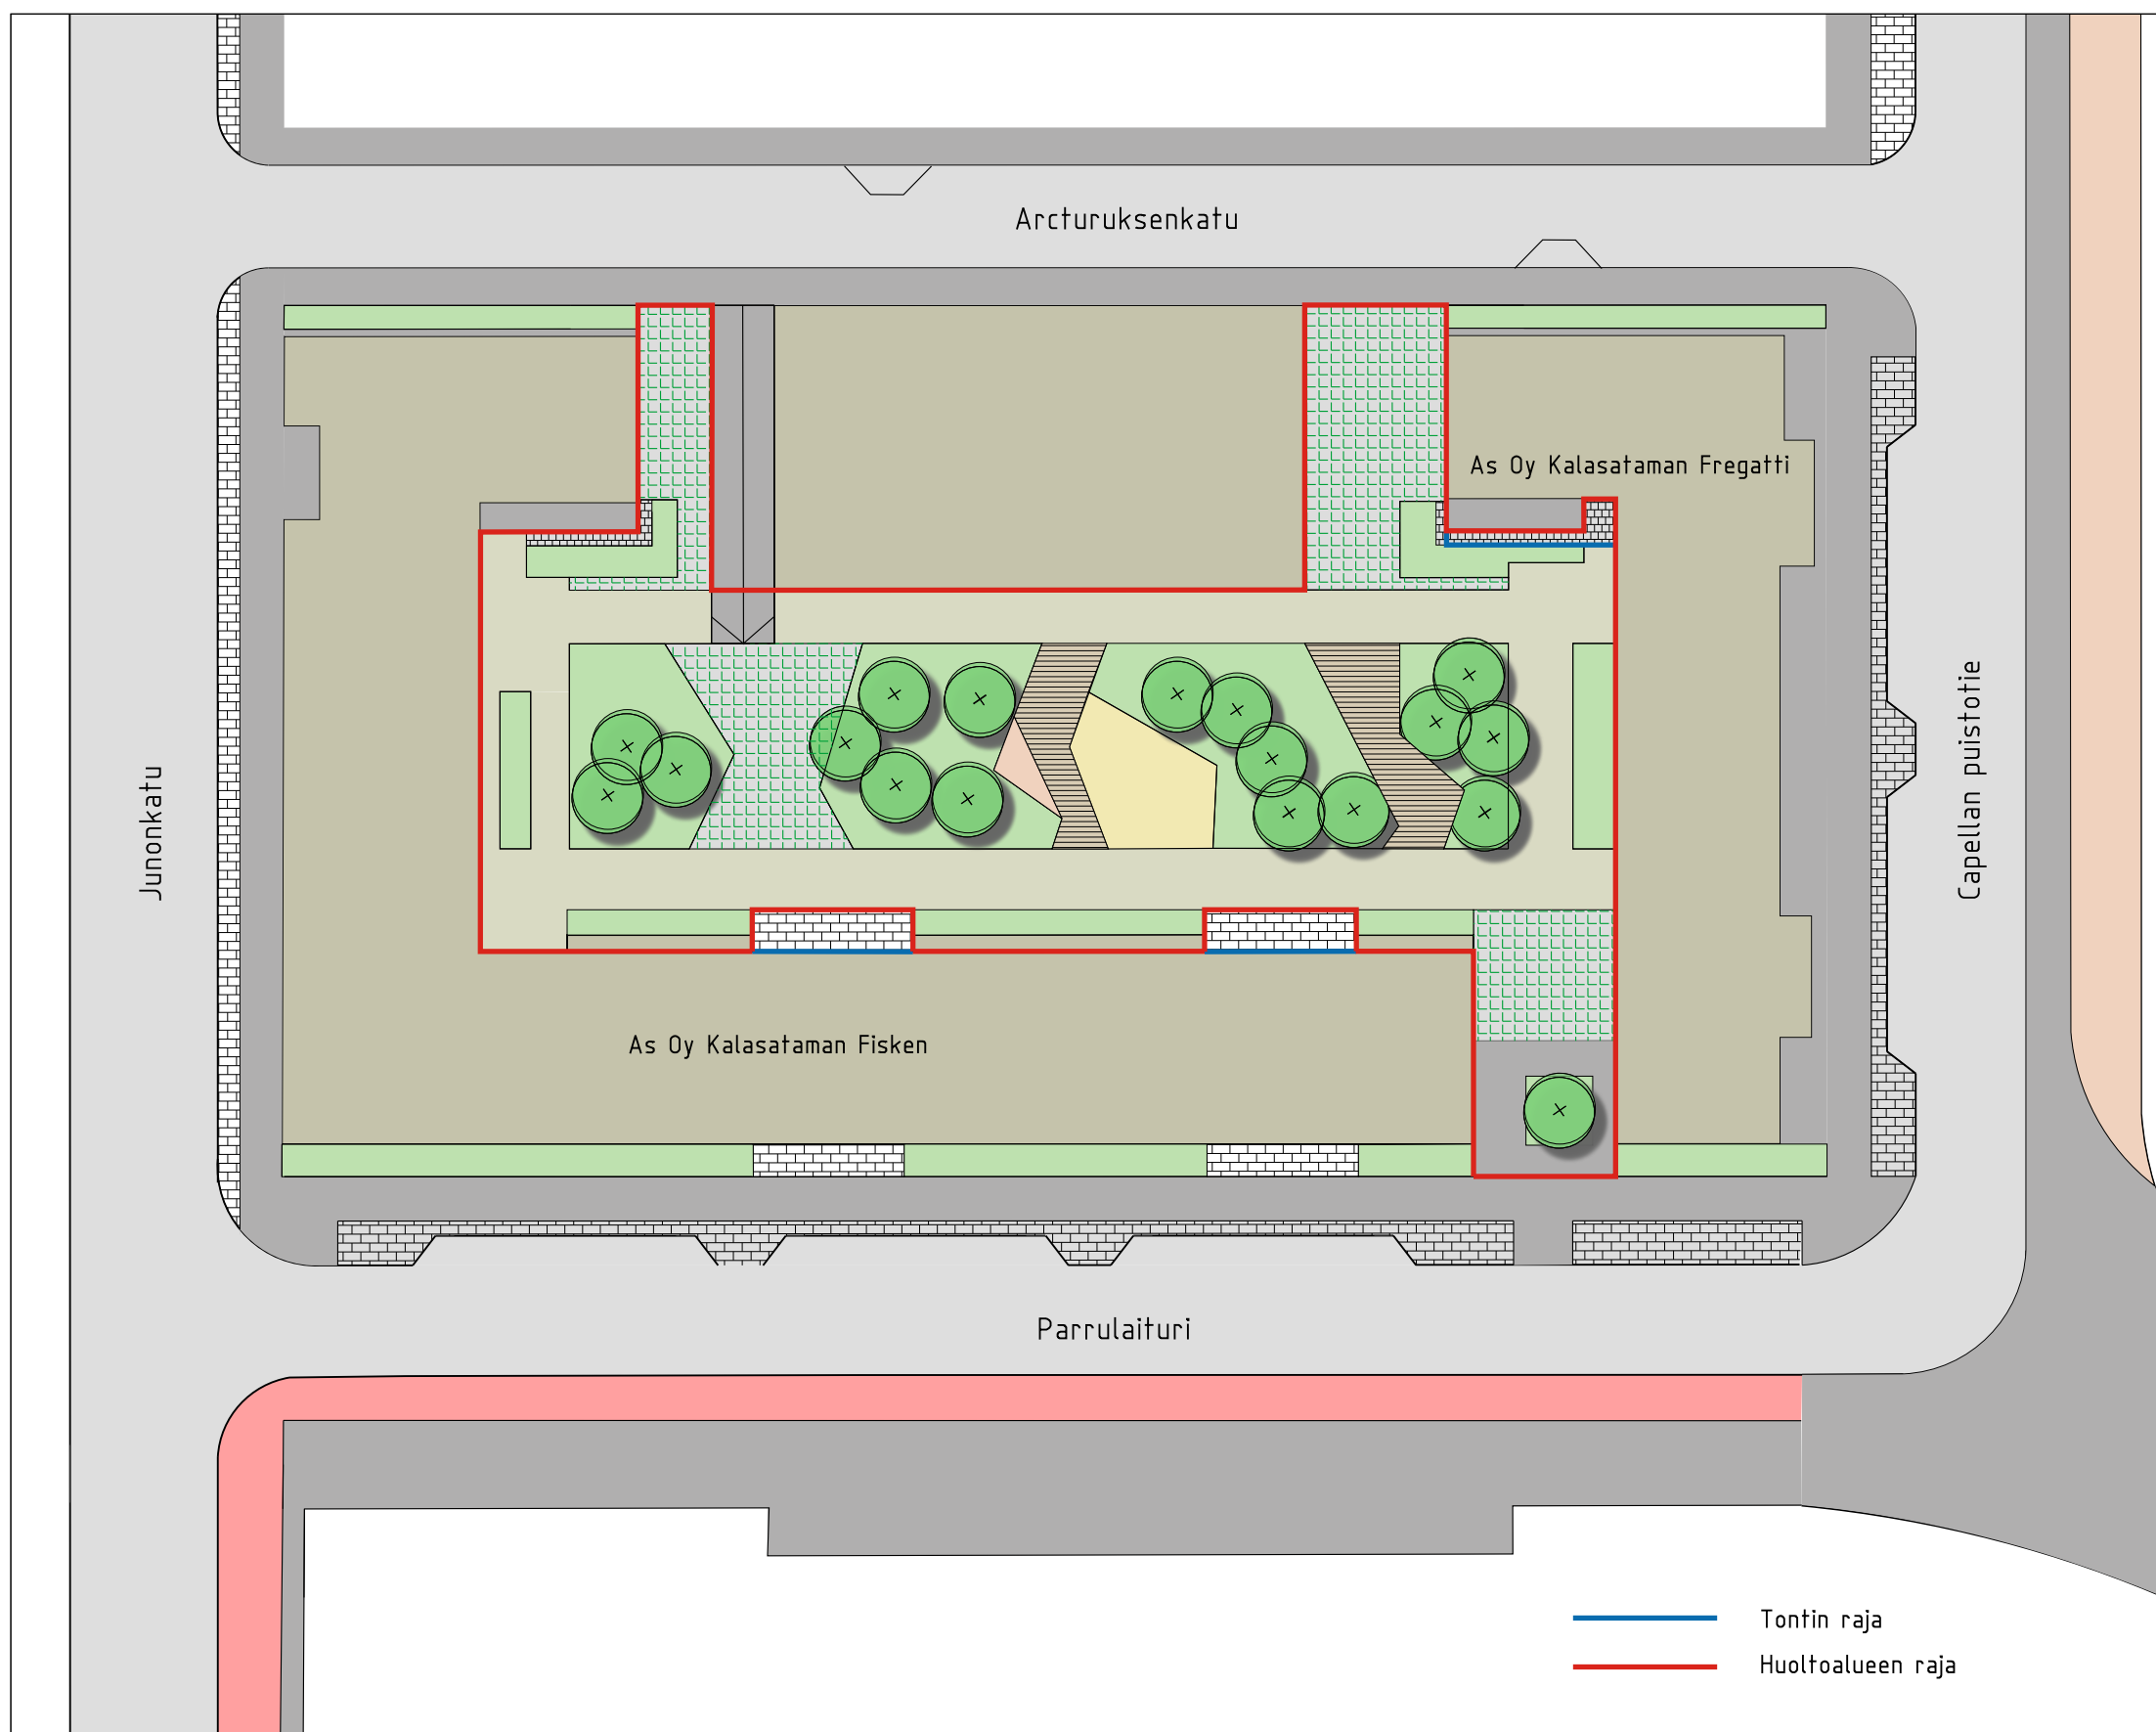 Arcturuksenkatu
As Oy Kalasataman Fregatti
Junonkatu
Capellan puistotie
As Oy Kalasataman Fisken
Parrulaituri
Tontin raja
Huoltoalueen raja